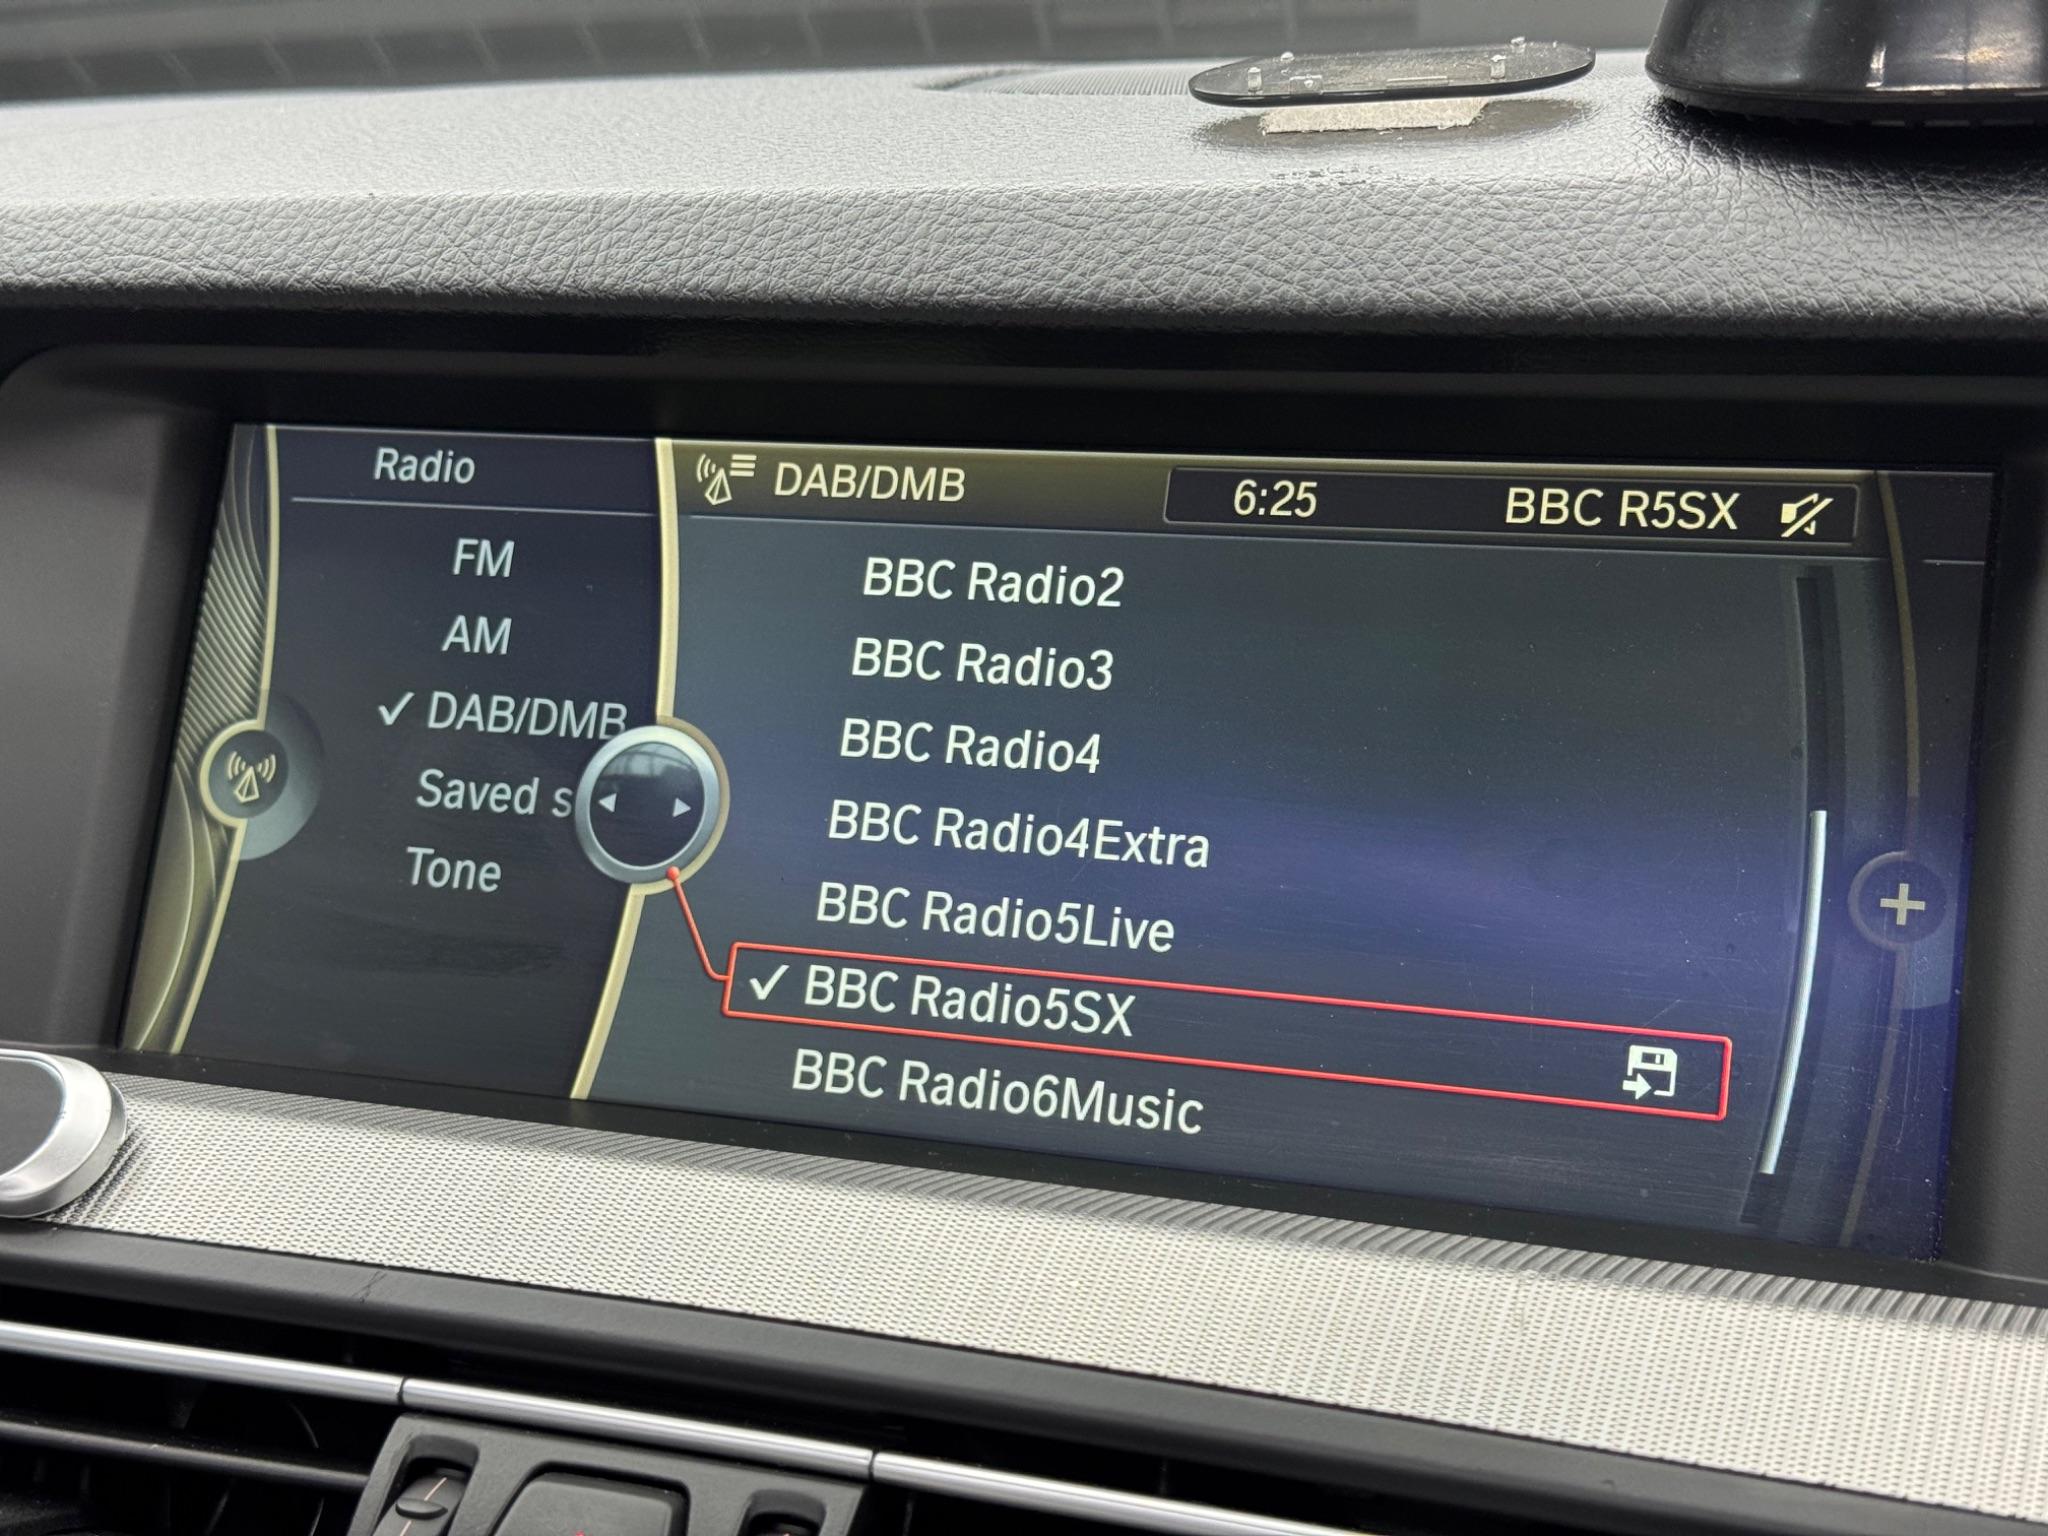 Radio
FM
AM
✓ DAB/DMB
Saved s
Tone
DAB/DMB
6:25
BBC R5SX
BBC Radio2
BBC Radio3
BBC Radio4
BBC Radio4Extra
BBC Radio5Live
✓ BBC Radio5SX
BBC Radio6Music